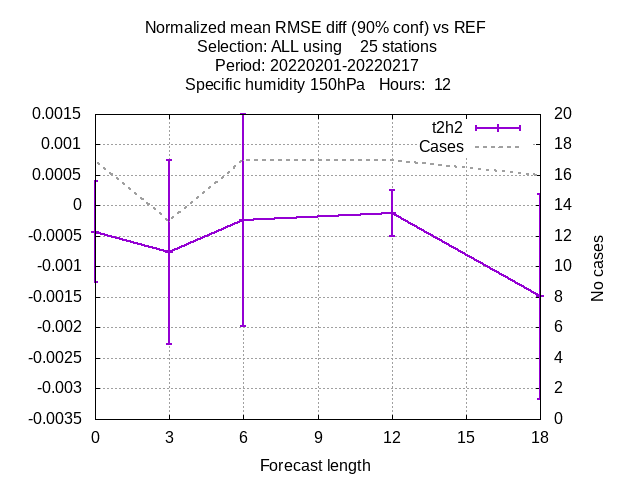 Normalized mean RMSE diff (90% conf) vs REF
Selection: ALL using    25 stations
Period: 20220201-20220217
Specific humidity 150hPa   Hours:  12
0.0015
0.001
0.0005
0
-0.0005
-0.001
-0.0015
-0.002
-0.0025
-0.003
-0.0035
t2h2
Cases
20
18
16
14
12
10
8
6
4
2
0
No cases
0 3 6 9 12 15 18
Forecast length